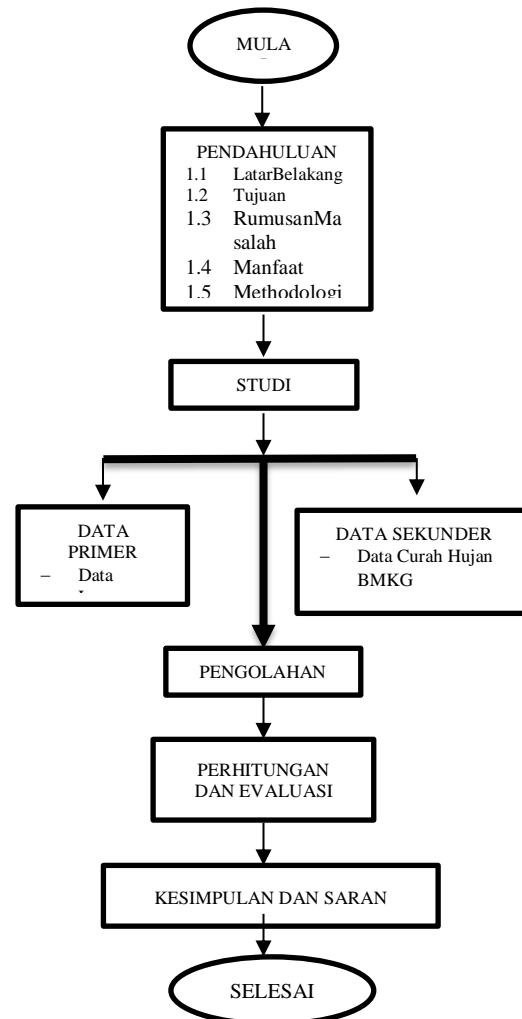 MULA
PENDAHULUAN
1.1 LatarBelakang
1.2 Tujuan
1.3 RumusanMa
salah
1.4 Manfaat
1.5 Methodologi
STUDI
DATA
PRIMER
– Data
DATA SEKUNDER
– Data Curah Hujan
BMKG
PENGOLAHAN
PERHITUNGAN
DAN EVALUASI
KESIMPULAN DAN SARAN
SELESAI